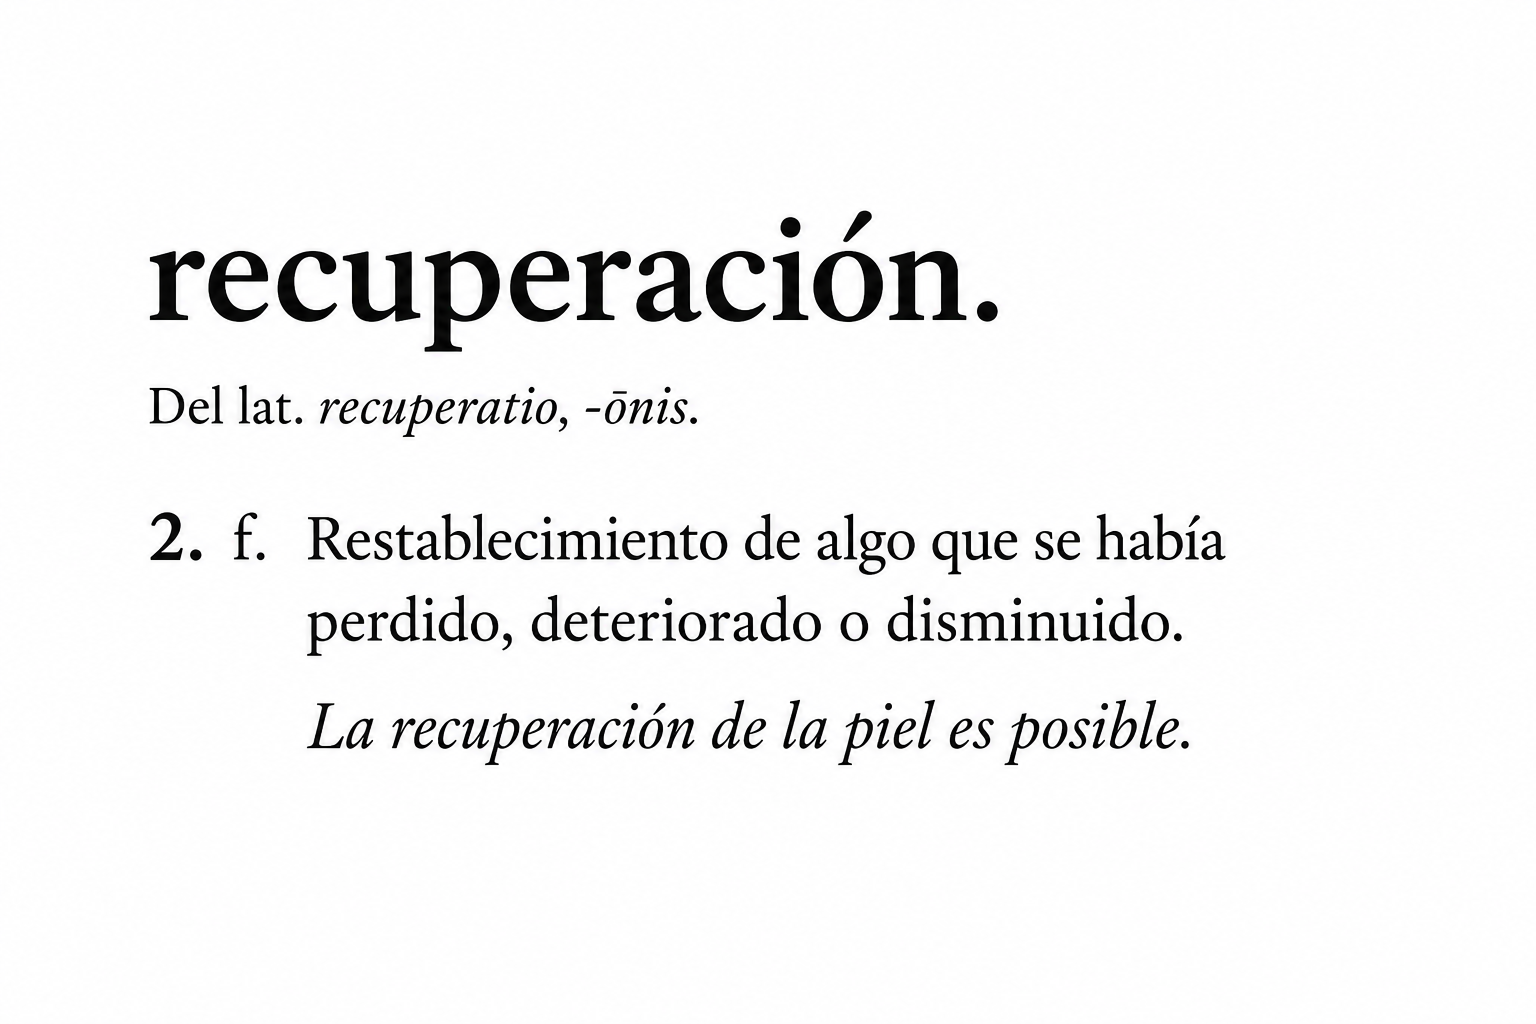 recuperación.
Del lat. recuperatio, -ōnis.
2. f. Restablecimiento de algo que se había
perdido, deteriorado o disminuido.
La recuperación de la piel es posible.